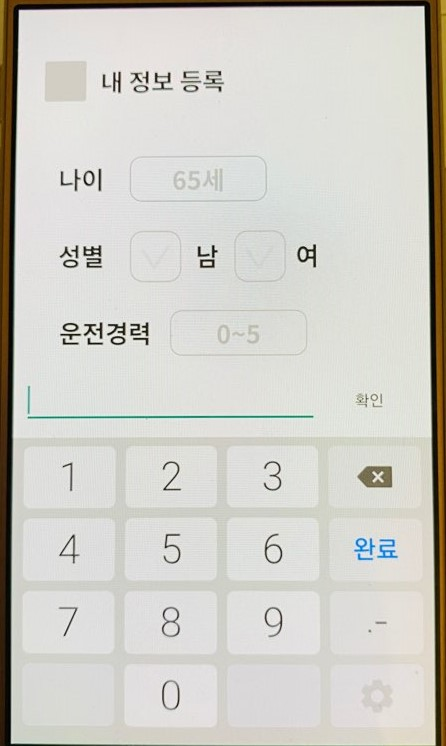 내 정보 등록
나이 65세
성별 남 여
운전경력 0~5
확인
1 2 3
4 5 6 완료
7 8 9 .-
0